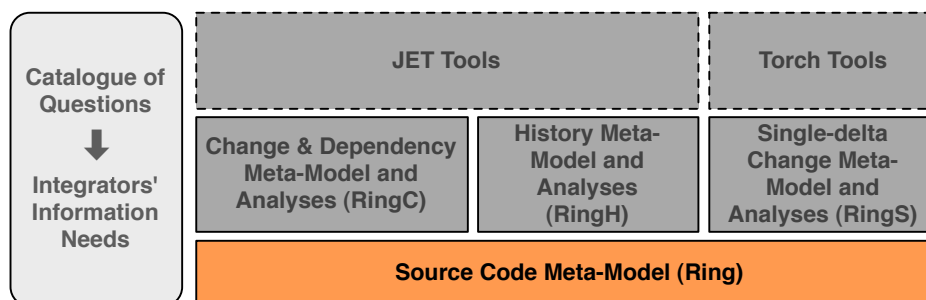 Catalogue of
Questions
Integrators'
Information
Needs
JET Tools
Torch Tools
Change & Dependency
Meta-Model and
Analyses (RingC)
History Meta-
Model and
Analyses
(RingH)
Single-delta
Change Meta-
Model and
Analyses (RingS)
Source Code Meta-Model (Ring)